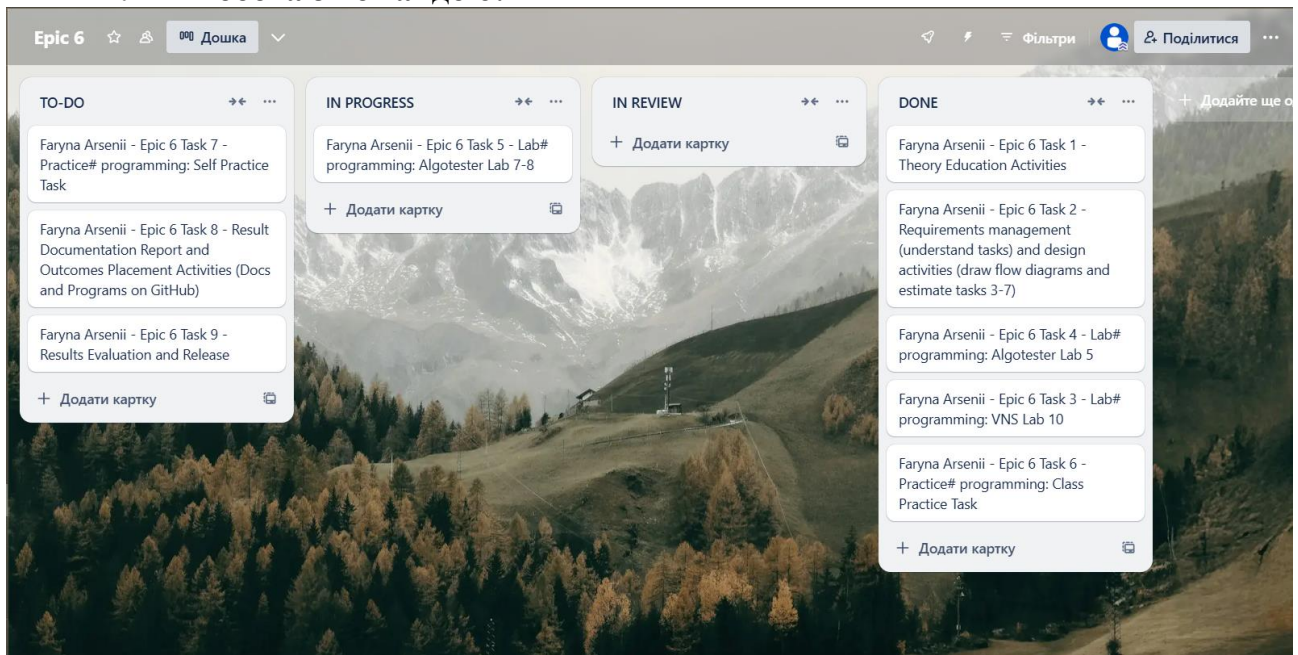 Epic 6
Дошка
Фільтри
Поділитися
TO-DO
Faryna Arsenii - Epic 6 Task 7 -
Practice# programming: Self Practice
Task
Faryna Arsenii - Epic 6 Task 8 - Result
Documentation Report and
Outcomes Placement Activities (Docs
and Programs on GitHub)
Faryna Arsenii - Epic 6 Task 9 -
Results Evaluation and Release
+ Додати картку
IN PROGRESS
Faryna Arsenii - Epic 6 Task 5 - Lab#
programming: Algotester Lab 7-8
+ Додати картку
IN REVIEW
+ Додати картку
DONE
Faryna Arsenii - Epic 6 Task 1 -
Theory Education Activities
Faryna Arsenii - Epic 6 Task 2 -
Requirements management
(understand tasks) and design
activities (draw flow diagrams and
estimate tasks 3-7)
Faryna Arsenii - Epic 6 Task 4 - Lab#
programming: Algotester Lab 5
Faryna Arsenii - Epic 6 Task 3 - Lab#
programming: VNS Lab 10
Faryna Arsenii - Epic 6 Task 6 -
Practice# programming: Class
Practice Task
+ Додати картку
+ Додайте ще о